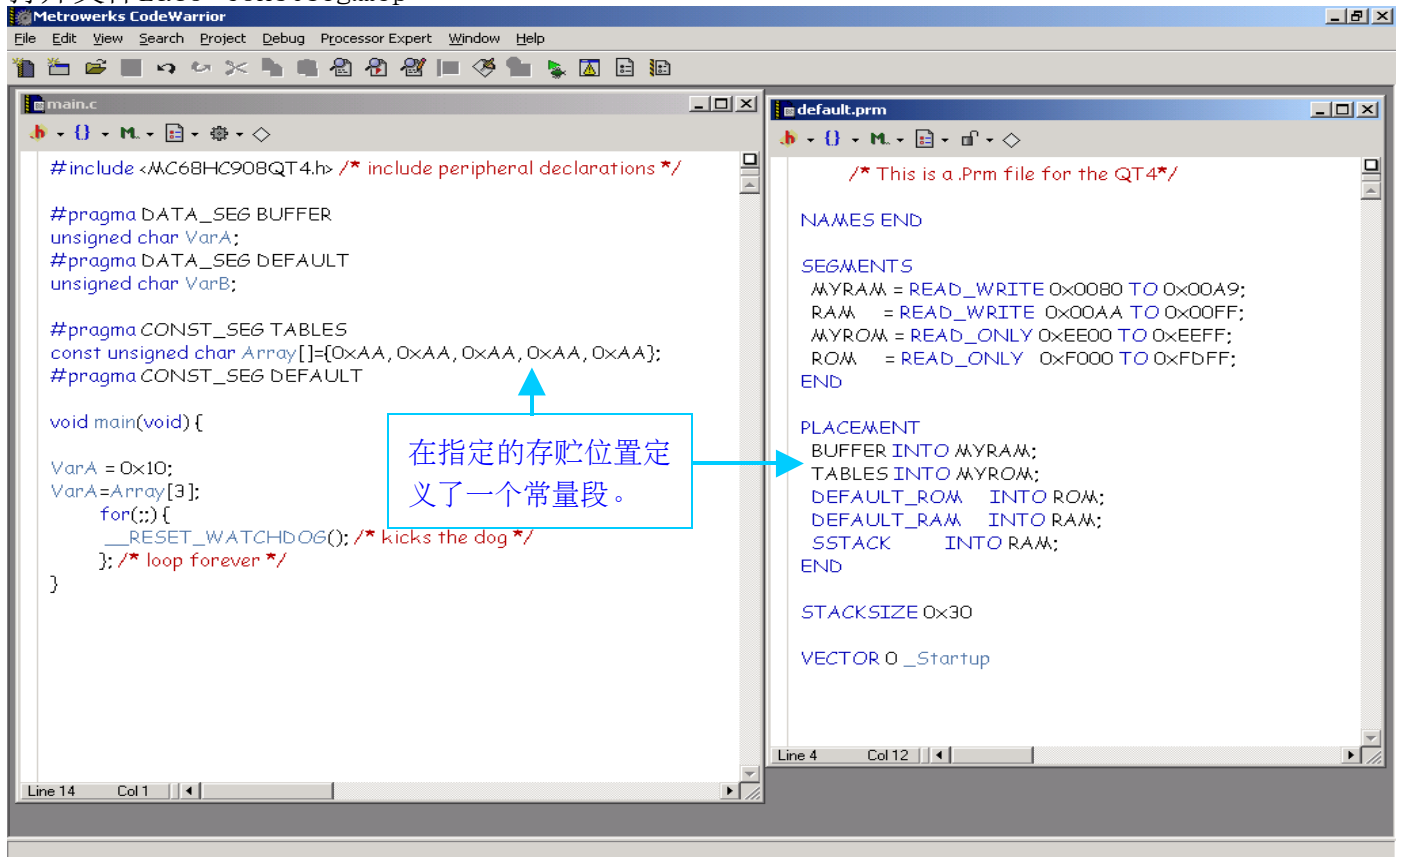 Metrowerks CodeWarrior
File Edit View Search Project Debug Processor Expert Window Help
main.c
#include <MC68HC908QT4.h> /* include peripheral declarations */
#pragma DATA_SEG BUFFER
unsigned char VarA;
#pragma DATA_SEG DEFAULT
unsigned char VarB;
#pragma CONST_SEG TABLES
const unsigned char Array[]={0xAA, 0xAA, 0xAA, 0xAA, 0xAA};
#pragma CONST_SEG DEFAULT
void main(void) {
VarA = 0x10;
VarA=Array[3];
for(;;) {
__RESET_WATCHDOG(); /* kicks the dog */
}; /* loop forever */
}
在指定的存贮位置定
义了一个常量段。
Line 14 Col 1
default.prm
/* This is a .Prm file for the QT4*/
NAMES END
SEGMENTS
MYRAM = READ_WRITE 0x0080 TO 0x00A9;
RAM = READ_WRITE 0x00AA TO 0x00FF;
MYROM = READ_ONLY 0xEE00 TO 0xEEFF;
ROM = READ_ONLY 0xF000 TO 0xFDFF;
END
PLACEMENT
BUFFER INTO MYRAM;
TABLES INTO MYROM;
DEFAULT_ROM INTO ROM;
DEFAULT_RAM INTO RAM;
SSTACK INTO RAM;
END
STACKSIZE 0x30
VECTOR 0 _Startup
Line 4 Col 12